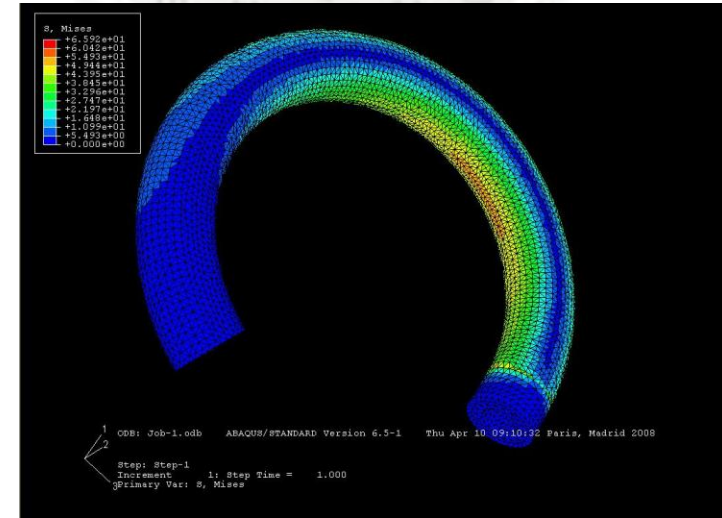 S, Mises
+6.592e+01
+6.042e+01
+5.493e+01
+4.944e+01
+4.395e+01
+3.845e+01
+3.296e+01
+2.747e+01
+2.197e+01
+1.648e+01
+1.099e+01
+5.493e+00
+0.000e+00
1
2
3
ODB: Job-1.odb ABAQUS/STANDARD Version 6.5-1 Thu Apr 10 09:10:32 Paris, Madrid 2008
Step: Step-1
Increment 1: Step Time = 1.000
Primary Var: S, Mises